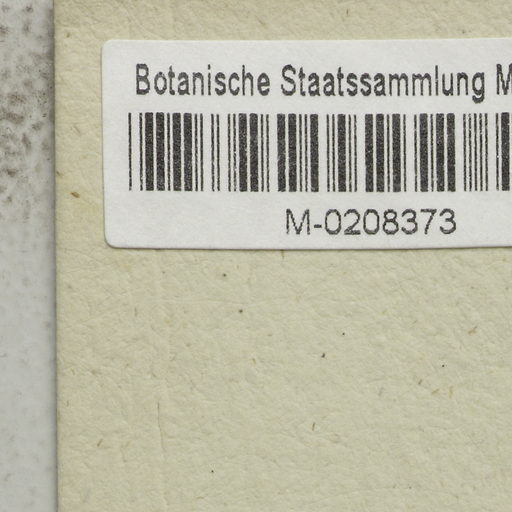 Botanische Staatssammlung M
M-0208373